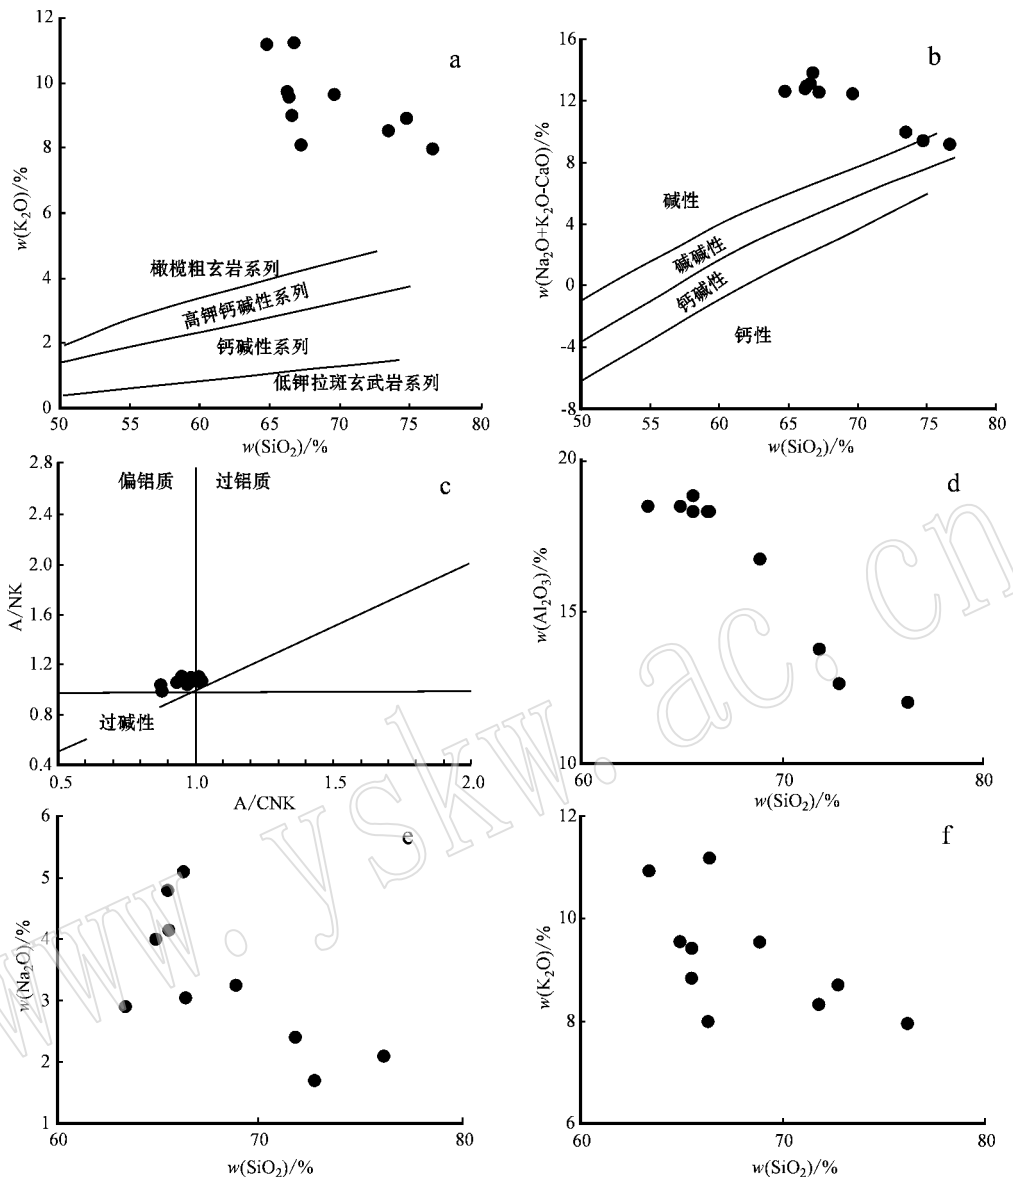 12
10
8
6
4
2
0
50
55
60
65
70
75
80
w(K₂O)/%
w(SiO₂)/%
a
橄榄粗玄岩系列
高钾钙碱性系列
钙碱性系列
低钾拉斑玄武岩系列
16
12
8
4
0
-4
-8
50
55
60
65
70
75
80
w(Na₂O+K₂O-CaO)/%
w(SiO₂)/%
b
碱性
碱碱性
钙碱性
钙性
2.8
2.4
2.0
1.6
1.2
0.8
0.4
0.5
1.0
1.5
2.0
A/NK
A/CNK
偏铝质
过铝质
c
过碱性
20
15
10
60
70
80
w(Al₂O₃)/%
w(SiO₂)/%
d
6
5
4
3
2
1
60
70
80
w(Na₂O)/%
w(SiO₂)/%
e
12
10
8
6
60
70
80
w(K₂O)/%
w(SiO₂)/%
f
www.yskw.ac.cn